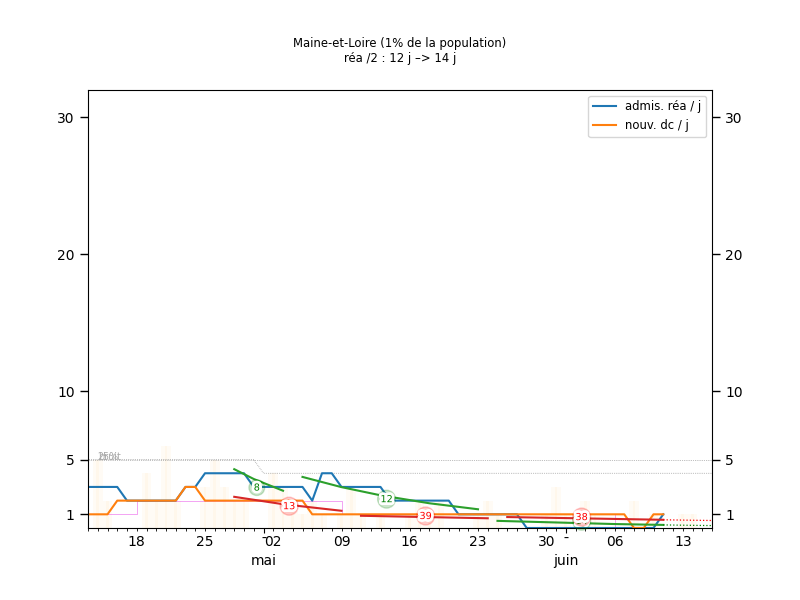 Maine-et-Loire (1% de la population)
réa /2 : 12 j –> 14 j
admis. réa / j
nouv. dc / j
30 30
20 20
10 10
5 5
1 1
8
13
12
39
38
18 25 02 09 16 23 30 - 06 13
mai juin